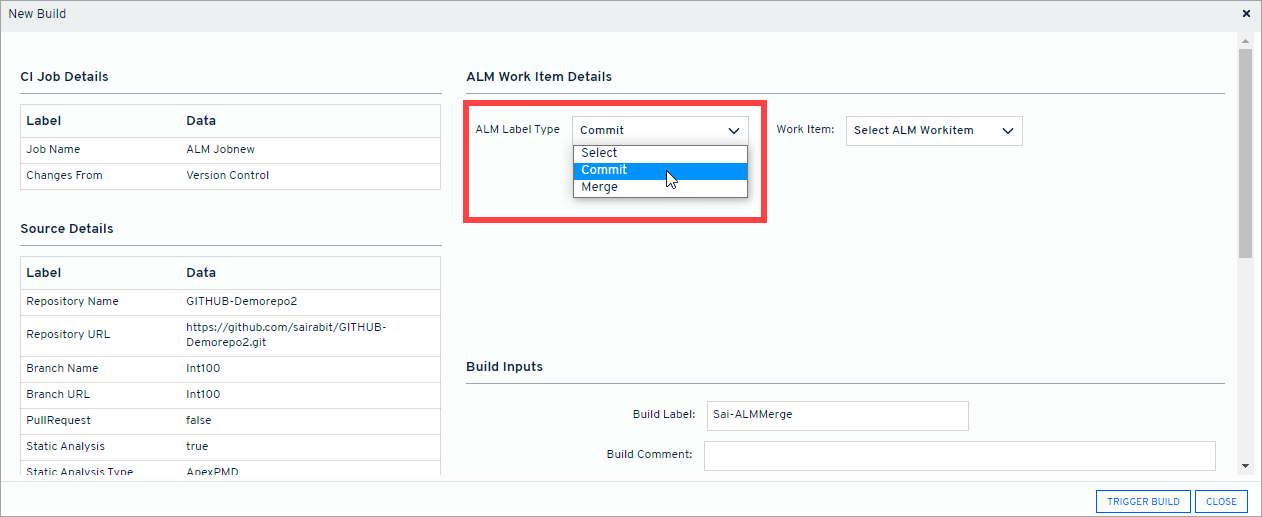 New Build
CI Job Details
Label Data
Job Name ALM Jobnew
Changes From Version Control
Source Details
Label Data
Repository Name GITHUB-Demorepo2
Repository URL https://github.com/sairabit/GITHUB-
Demorepo2.git
Branch Name Int100
Branch URL Int100
PullRequest false
Static Analysis true
Static Analysis Type ApexPMD
ALM Work Item Details
ALM Label Type Commit
Select
Commit
Merge
Work Item: Select ALM Workitem
Build Inputs
Build Label: Sai-ALMMerge
Build Comment:
TRIGGER BUILD CLOSE